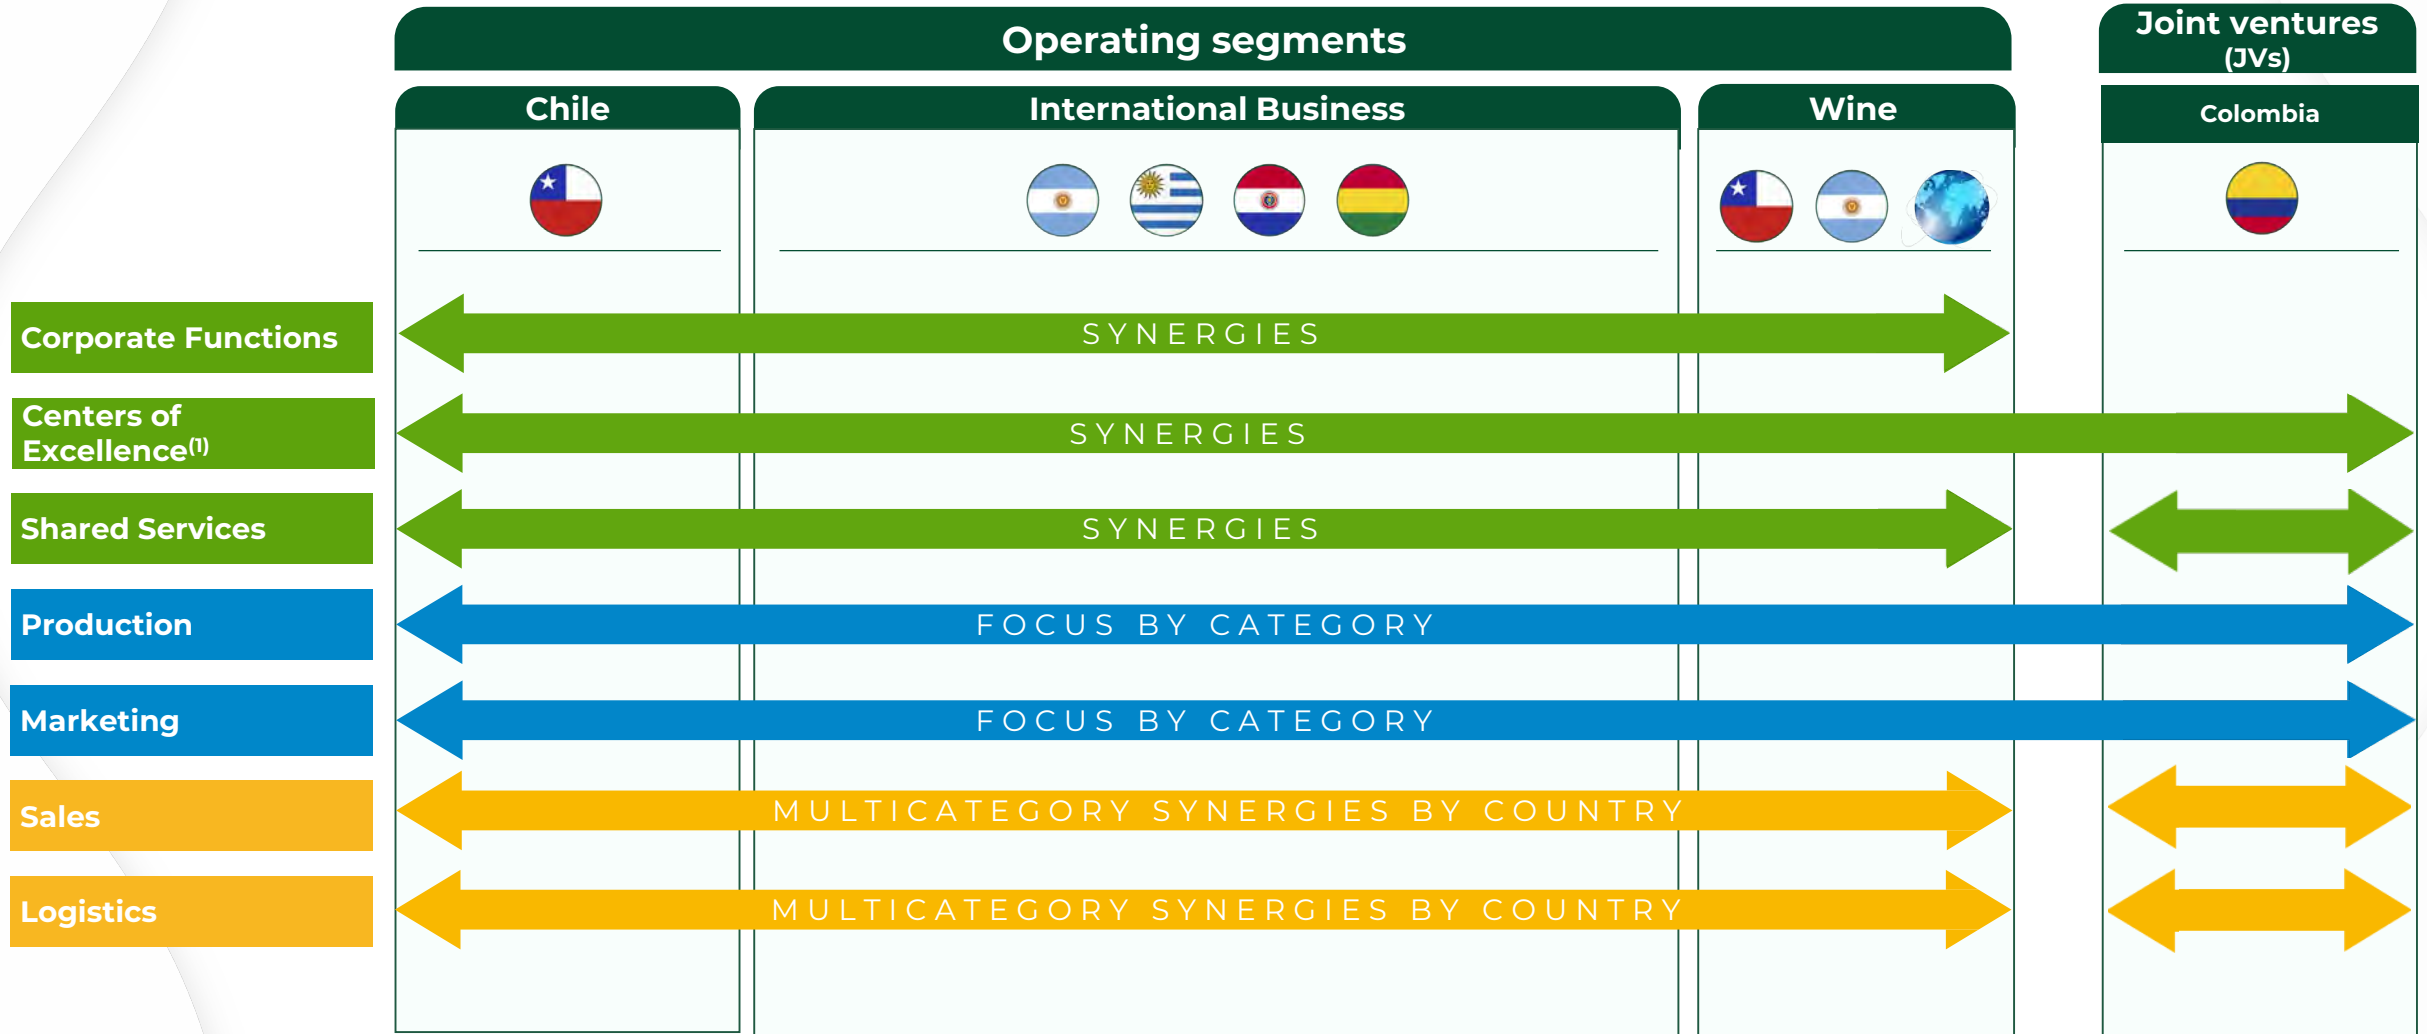 Operating segments
Joint ventures
(JVs)
Chile
International Business
Wine
Colombia
Corporate Functions
SYNERGIES
Centers of
Excellence(1)
SYNERGIES
Shared Services
SYNERGIES
Production
FOCUS BY CATEGORY
Marketing
FOCUS BY CATEGORY
Sales
MULTICATEGORY SYNERGIES BY COUNTRY
Logistics
MULTICATEGORY SYNERGIES BY COUNTRY